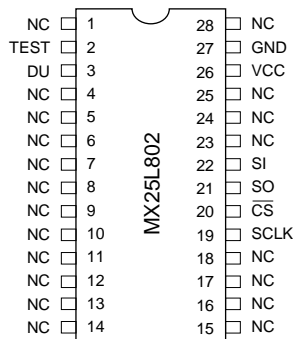 NC 1 28 NC
TEST 2 27 GND
DU 3 26 VCC
NC 4 25 NC
NC 5 24 NC
NC 6 23 NC
NC 7 22 SI
NC 8 21 SO
NC 9 20 CS
NC 10 19 SCLK
NC 11 18 NC
NC 12 17 NC
NC 13 16 NC
NC 14 15 NC
MX25L802